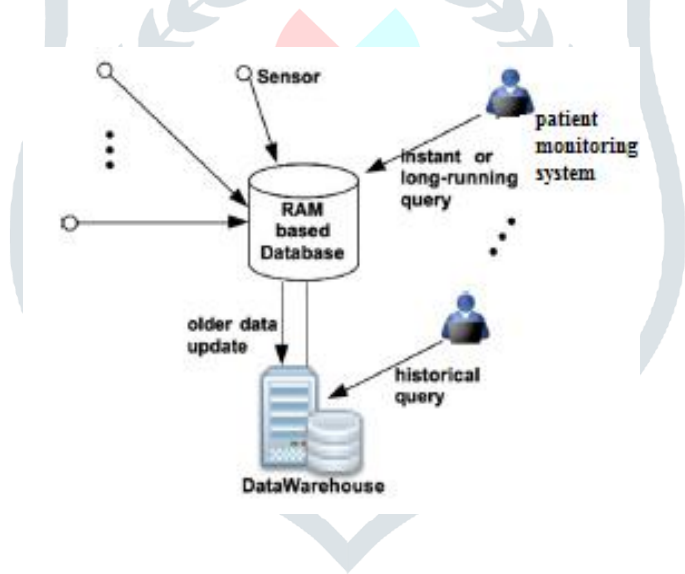 Sensor
patient
monitoring
system
instant or
long-running
query
RAM
based
Database
older data
update
historical
query
DataWarehouse